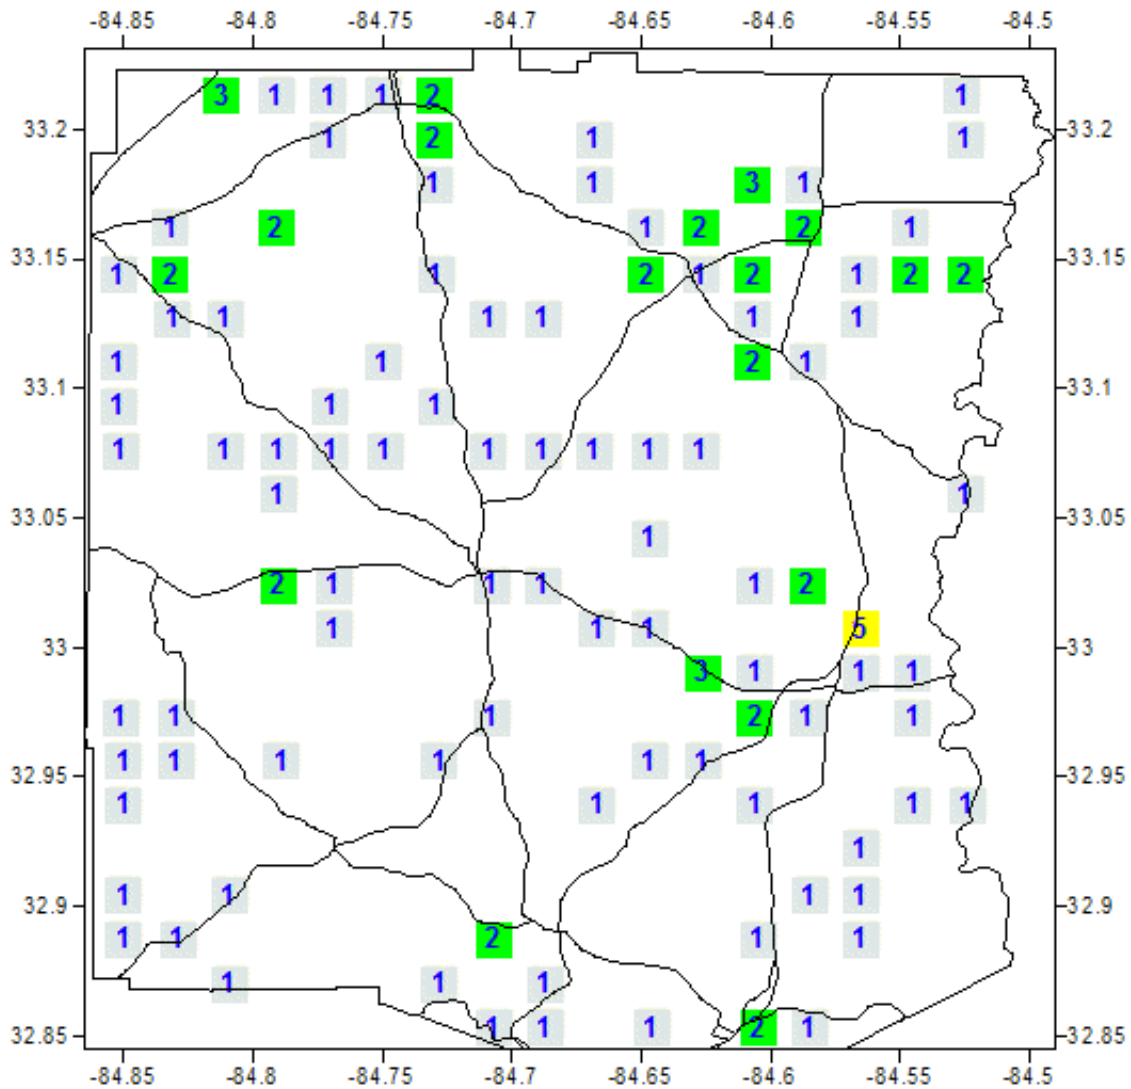 -84.85 -84.8 -84.75 -84.7 -84.65 -84.6 -84.55 -84.5
3 1 1 1 2 1
33.2 1 2 1 1 33.2
1 1 3 1
1 2 1 2 2 1
33.15 33.15
1 2 1 2 1 2 1 2 2
1 1 1 1 1 1
1 1 2 1
33.1 33.1
1 1 1
1 1 1 1 1 1 1 1 1 1
1 1
33.05 33.05
1
2 1 1 1 1 2
33 1 1 1 5 33
3 1 1 1
1 1 1 2 1 1
32.95 1 1 1 1 1 1 32.95
1 1 1 1 1
1
32.9 1 1 1 1 32.9
1 1 2 1 1
1 1 1
32.85 1 1 1 2 1 32.85
-84.85 -84.8 -84.75 -84.7 -84.65 -84.6 -84.55 -84.5